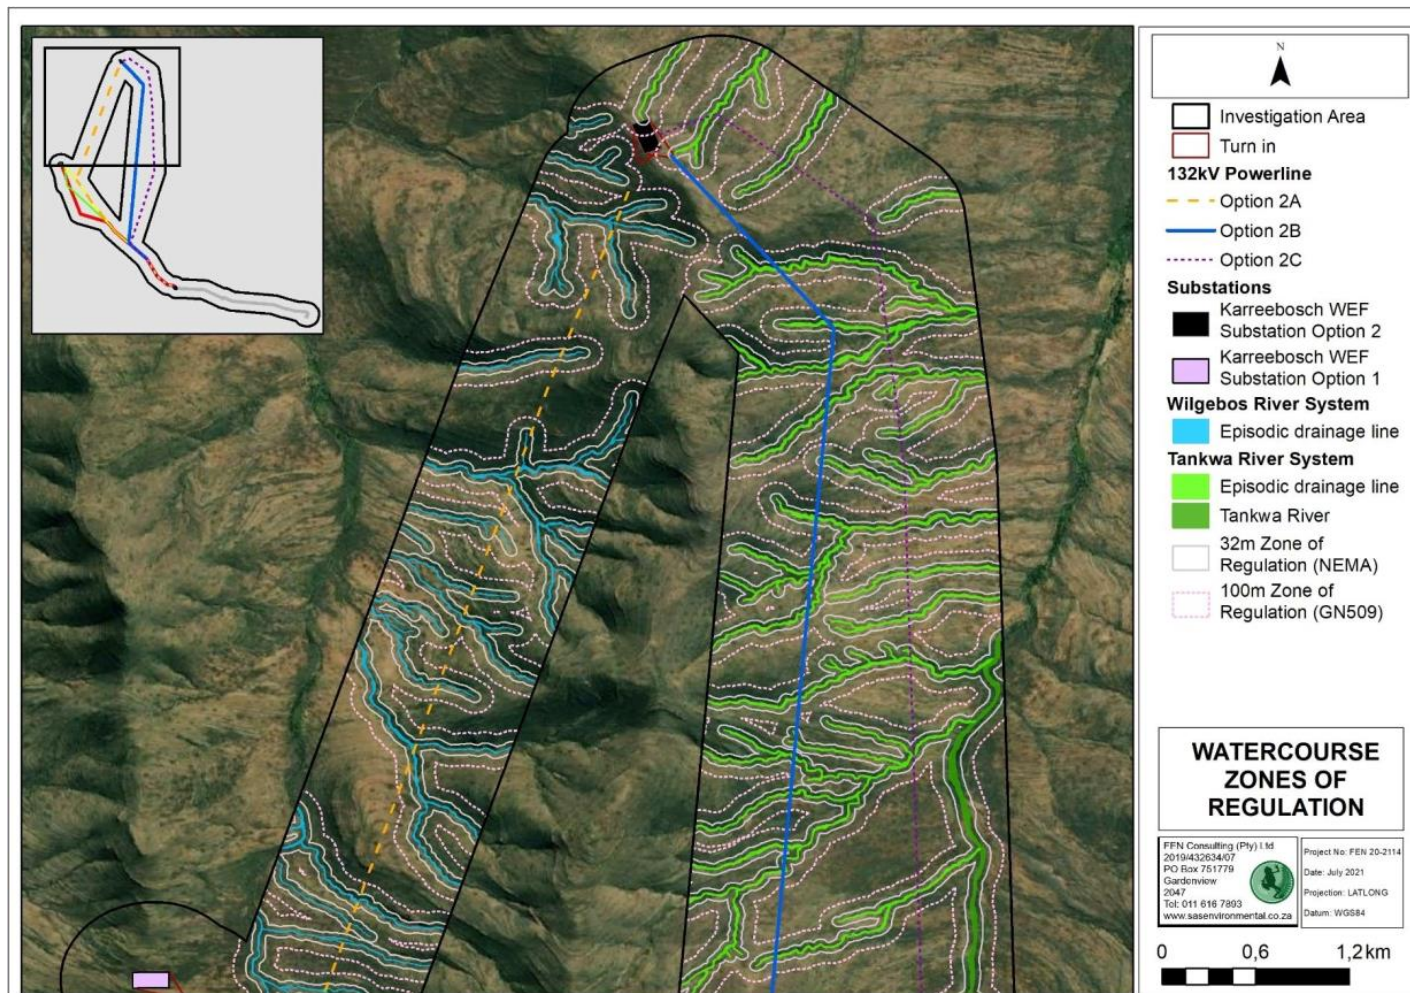 N
Investigation Area
Turn in
132kV Powerline
Option 2A
Option 2B
Option 2C
Substations
Karreebosch WEF
Substation Option 2
Karreebosch WEF
Substation Option 1
Wilgebos River System
Episodic drainage line
Tankwa River System
Episodic drainage line
Tankwa River
32m Zone of
Regulation (NEMA)
100m Zone of
Regulation (GN509)
WATERCOURSE
ZONES OF
REGULATION
FEN Consulting (Pty) Ltd
2019/432634/07
PO Box 751779
Gardenview
2047
Tel: 011 616 7893
www.sasenvironmental.co.za
Project No: FEN 20-2114
Date: July 2021
Projection: LATLONG
Datum: WGS84
0 0,6 1,2 km